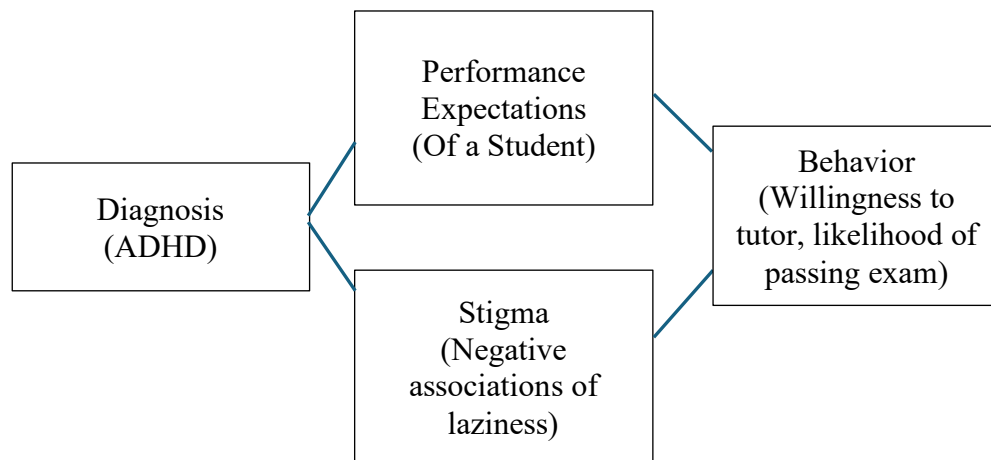 Performance
Expectations
(Of a Student)
Diagnosis
(ADHD)
Behavior
(Willingness to
tutor, likelihood of
passing exam)
Stigma
(Negative
associations of
laziness)